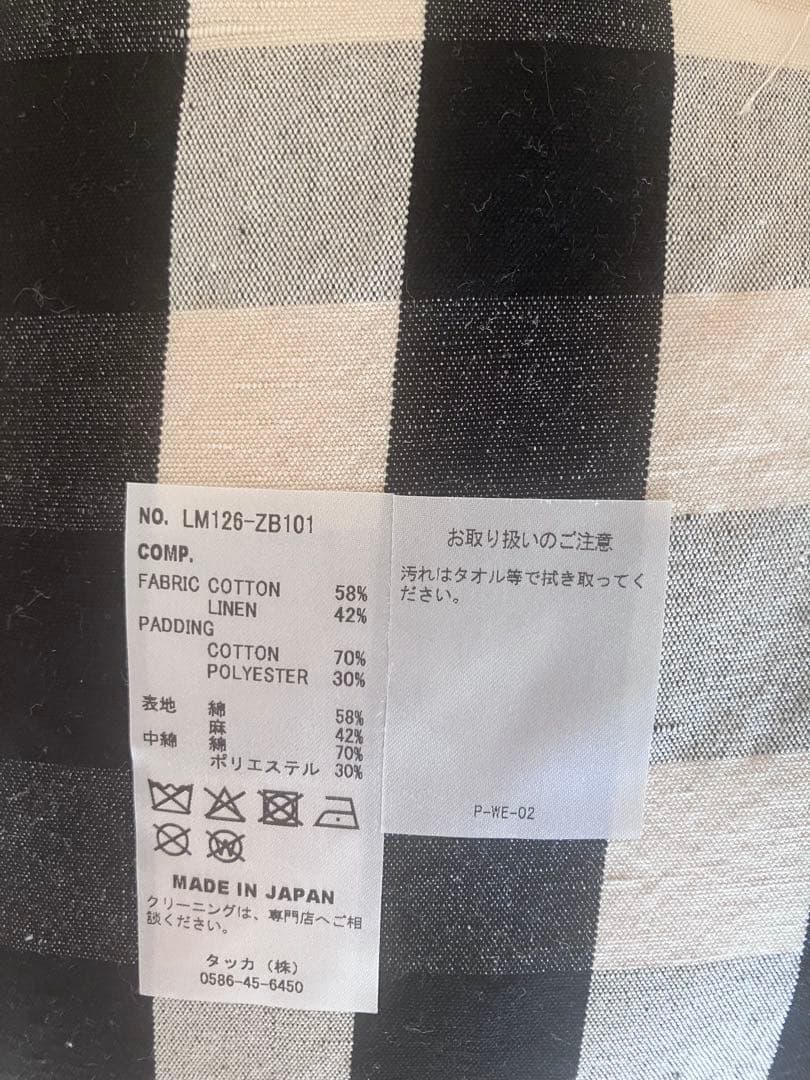 NO. LM126-ZB101
COMP.
FABRIC COTTON 58%
LINEN 42%
PADDING
COTTON 70%
POLYESTER 30%
表地 綿 58%
麻 42%
中綿 綿 70%
ポリエステル 30%
W
MADE IN JAPAN
クリーニングは、専門店へご相
談ください。
タッカ(株)
0586-45-6450
お取り扱いのご注意
汚れはタオル等で拭き取ってく
ださい。
P-WE-02